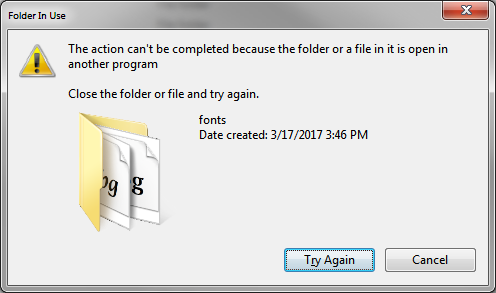 Folder In Use
The action can't be completed because the folder or a file in it is open in
another program
Close the folder or file and try again.
fonts
Date created: 3/17/2017 3:46 PM
Try Again
Cancel